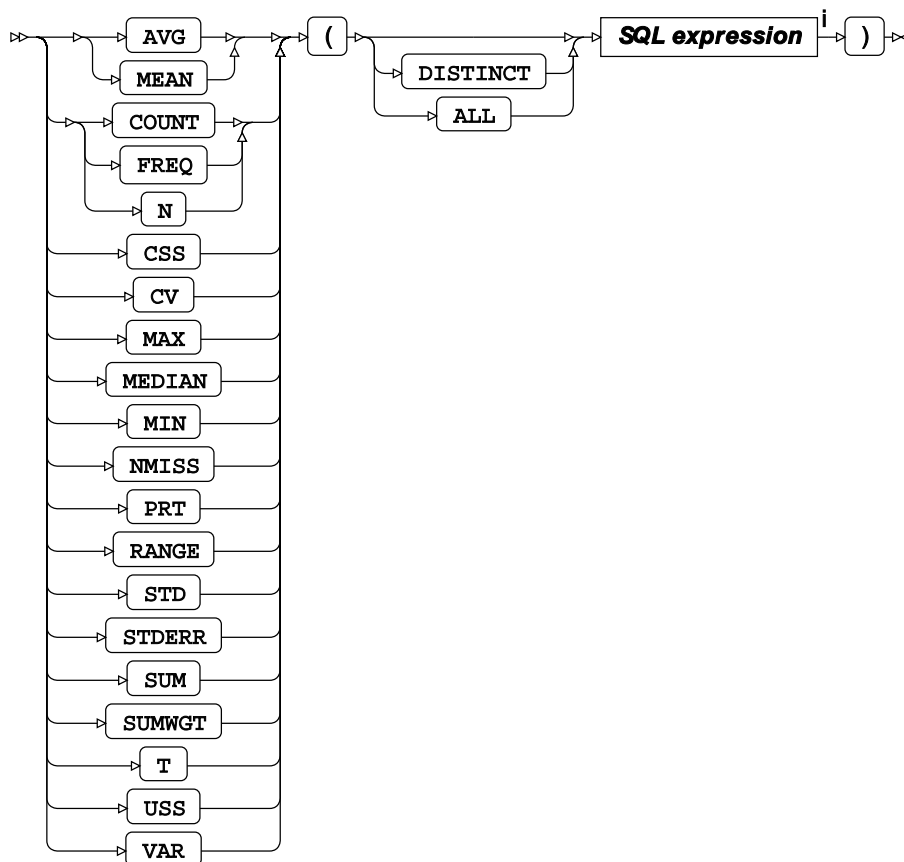 AVG ( SQL expression i )
MEAN DISTINCT
COUNT ALL
FREQ
N
CSS
CV
MAX
MEDIAN
MIN
NMISS
PRT
RANGE
STD
STDERR
SUM
SUMWGT
T
USS
VAR